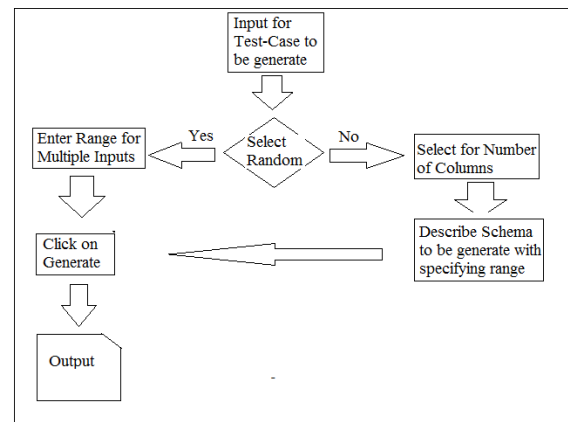 Input for
Test-Case to
be generate
Yes
Select
Random
No
Enter Range for
Multiple Inputs
Select for Number
of Columns
Click on
Generate
Describe Schema
to be generate with
specifying range
Output
-